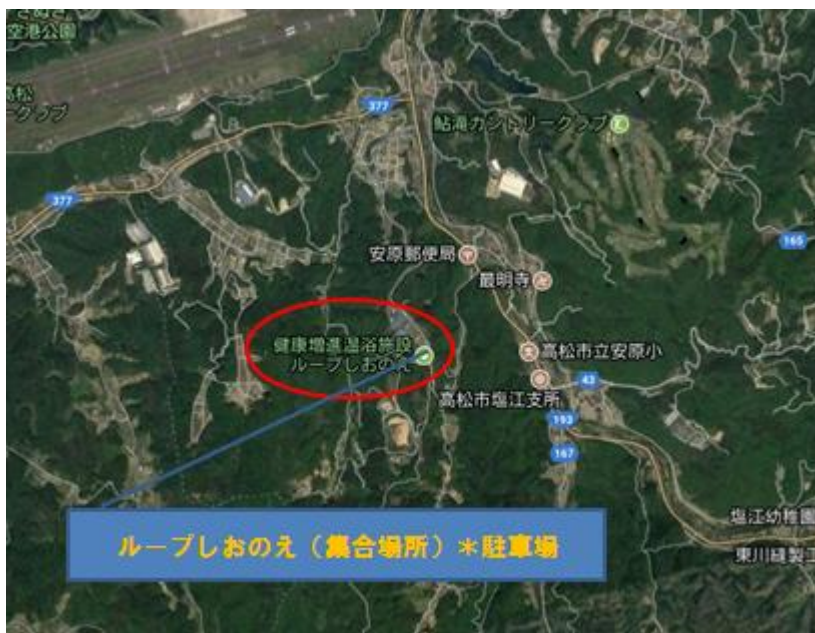 空港公園
高松
ークラブ
377
鮎滝カントリークラブ
377
165
安原郵便局
最明寺
健康増進温浴施設
ループしおのえ
高松市立安原小
高松市塩江支所
43
193
167
塩江幼稚園
東川縫製工
ループしおのえ（集合場所）＊駐車場